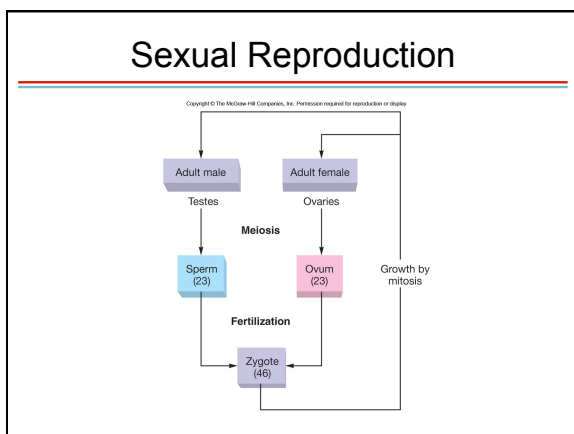 Sexual Reproduction
Copyright © The McGraw-Hill Companies, Inc. Permission required for reproduction or display
Adult male
Adult female
Testes
Ovaries
Meiosis
Sperm
(23)
Ovum
(23)
Growth by
mitosis
Fertilization
Zygote
(46)